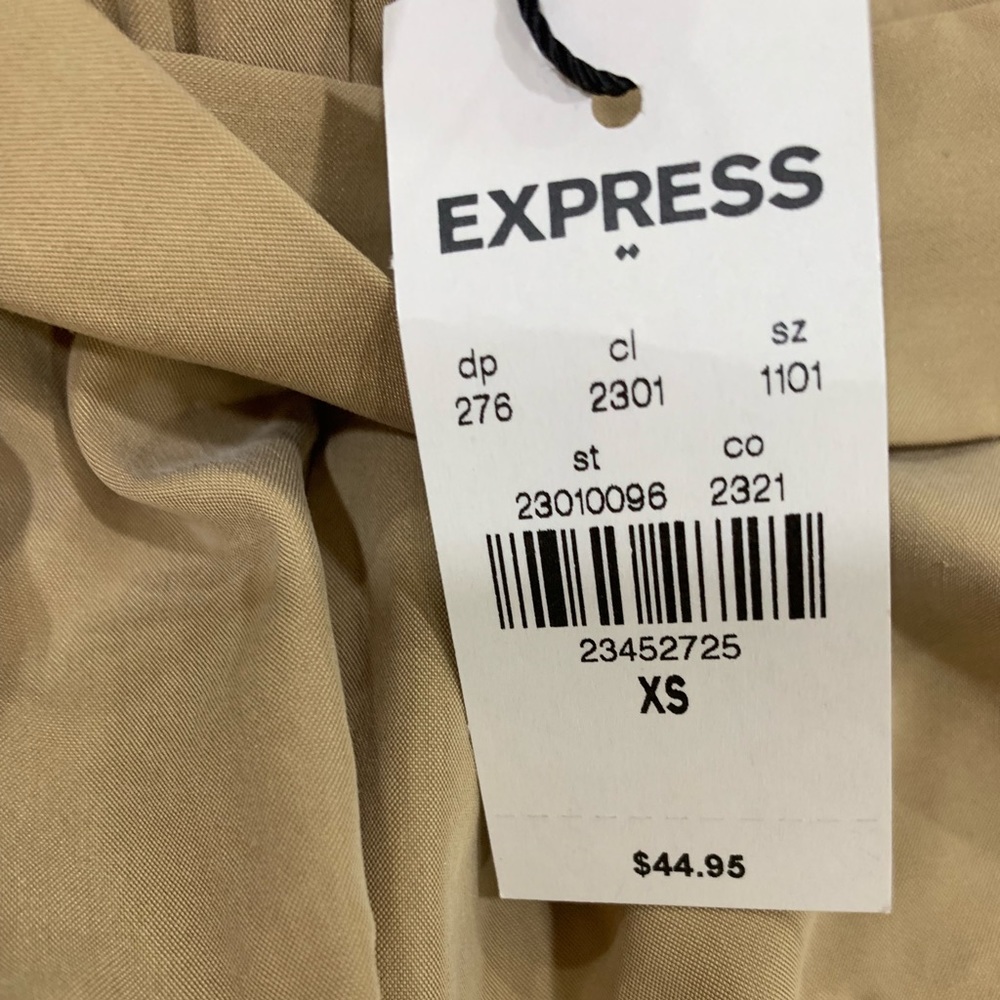 EXPRESS
dp cl sz
276 2301 1101
st co
23010096 2321
23452725
XS
$44.95